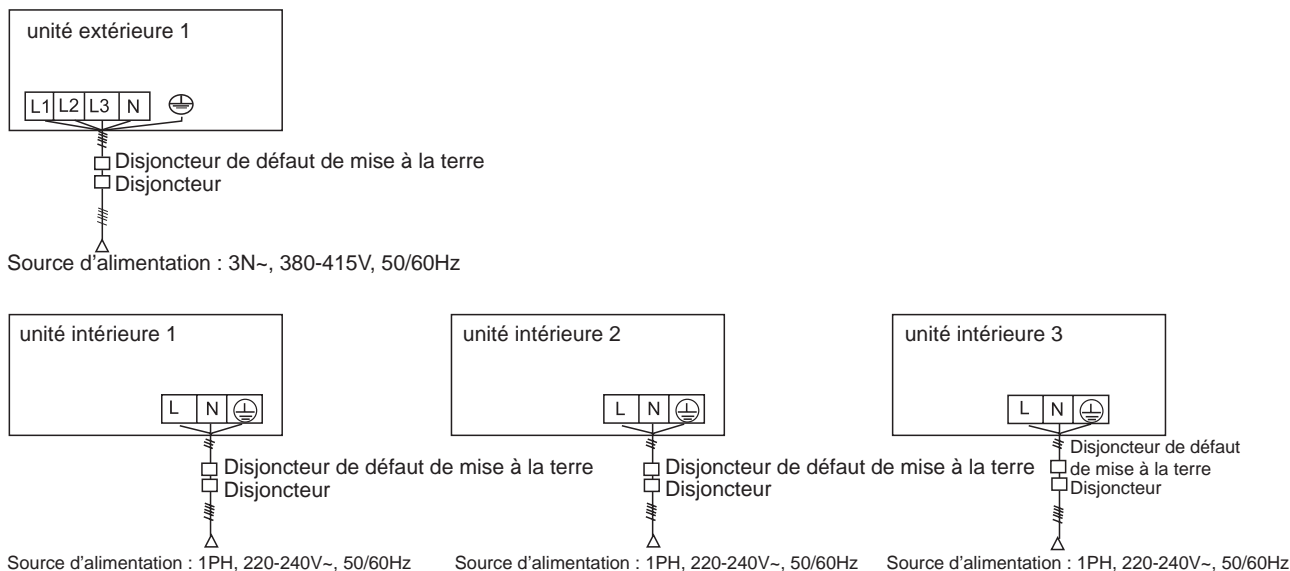 unité extérieure 1
L1 L2 L3 N
Disjoncteur de défaut de mise à la terre
Disjoncteur
Source d'alimentation : 3N~, 380-415V, 50/60Hz
unité intérieure 1
L N
Disjoncteur de défaut de mise à la terre
Disjoncteur
Source d'alimentation : 1PH, 220-240V~, 50/60Hz
unité intérieure 2
L N
Disjoncteur de défaut de mise à la terre
Disjoncteur
Source d'alimentation : 1PH, 220-240V~, 50/60Hz
unité intérieure 3
L N
Disjoncteur de défaut
de mise à la terre
Disjoncteur
Source d'alimentation : 1PH, 220-240V~, 50/60Hz